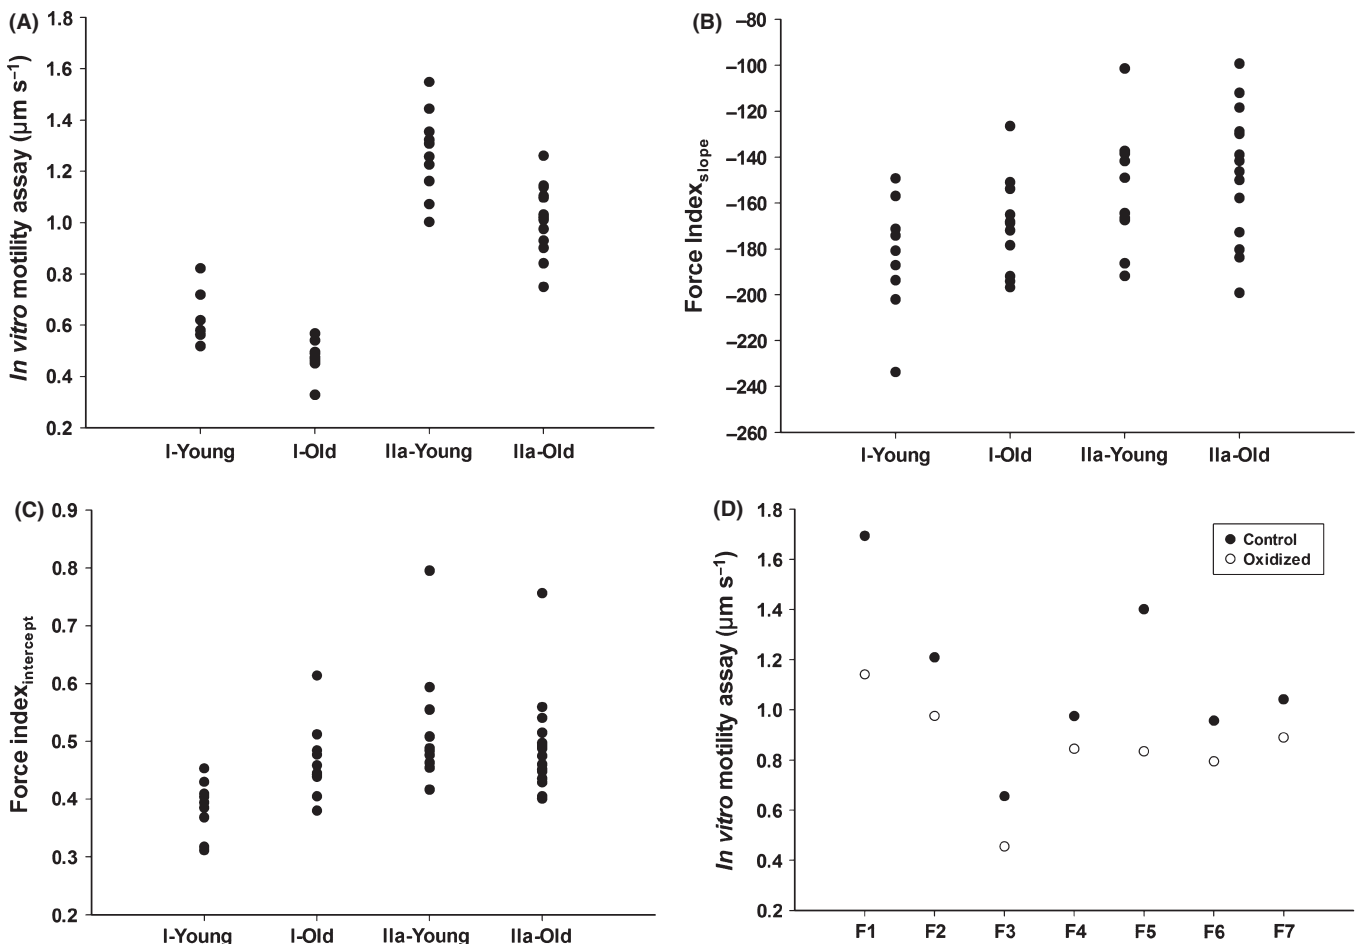 (A)
In vitro motility assay (µm s⁻¹)
1.8
1.6
1.4
1.2
1.0
0.8
0.6
0.4
0.2
I-Young I-Old IIa-Young IIa-Old
(B)
Force Index slope
–80
–100
–120
–140
–160
–180
–200
–220
–240
–260
I-Young I-Old IIa-Young IIa-Old
(C)
Force index intercept
0.9
0.8
0.7
0.6
0.5
0.4
0.3
0.2
I-Young I-Old IIa-Young IIa-Old
(D)
In vitro motility assay (µm s⁻¹)
1.8
1.6
1.4
1.2
1.0
0.8
0.6
0.4
0.2
Control
Oxidized
F1 F2 F3 F4 F5 F6 F7